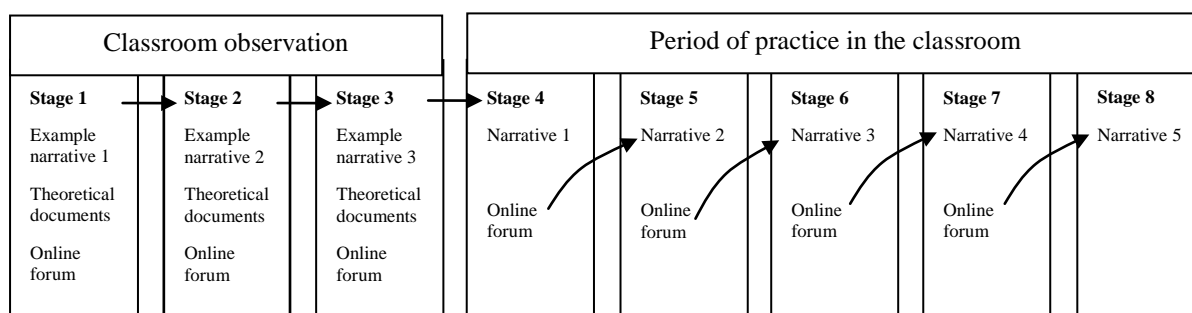 Classroom observation
Period of practice in the classroom
Stage 1
Example
narrative 1
Theoretical
documents
Online
forum
Stage 2
Example
narrative 2
Theoretical
documents
Online
forum
Stage 3
Example
narrative 3
Theoretical
documents
Online
forum
Stage 4
Narrative 1
Online
forum
Stage 5
Narrative 2
Online
forum
Stage 6
Narrative 3
Online
forum
Stage 7
Narrative 4
Online
forum
Stage 8
Narrative 5